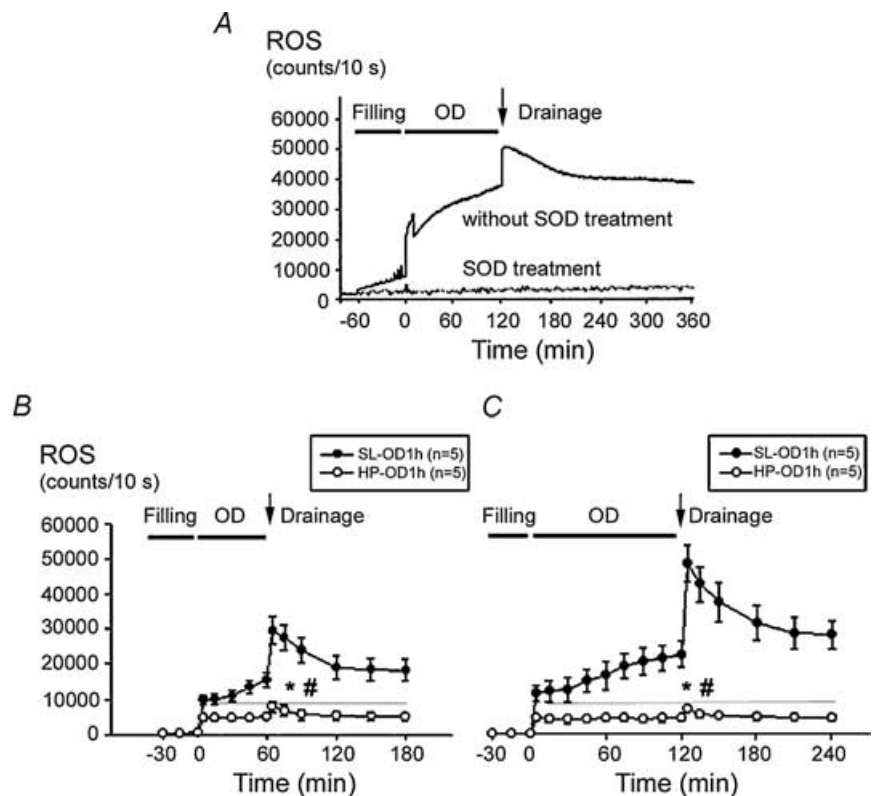 A
ROS
(counts/10 s)
Filling OD Drainage
60000
50000
40000
30000
20000
10000
0
without SOD treatment
SOD treatment
-60 0 60 120 180 240 300 360
Time (min)
B
ROS
(counts/10 s)
SL-OD1h (n=5)
HP-OD1h (n=5)
Filling OD Drainage
60000
50000
40000
30000
20000
10000
0
* #
-30 0 60 120 180
Time (min)
C
SL-OD1h (n=5)
HP-OD1h (n=5)
Filling OD Drainage
* #
-30 0 60 120 180 240
Time (min)